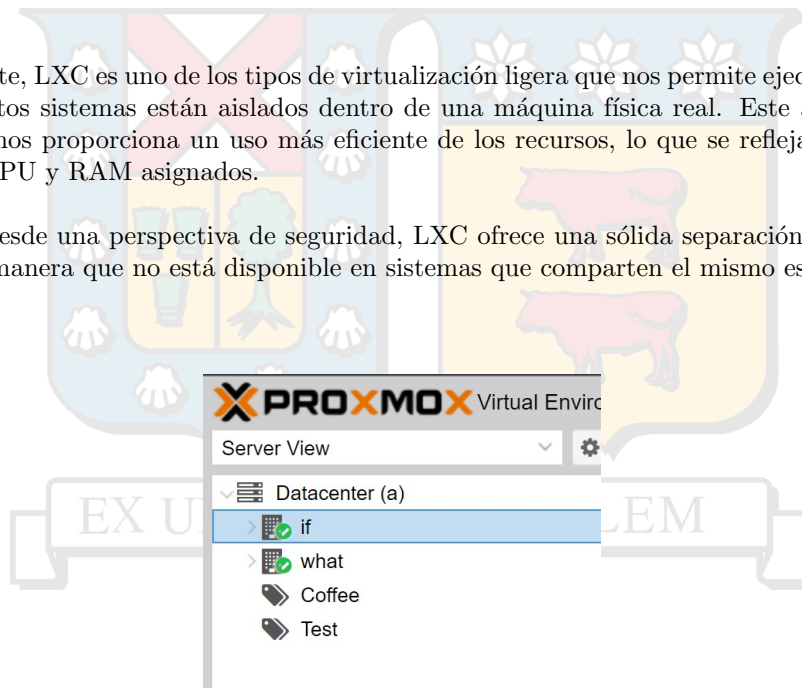 te, LXC es uno de los tipos de virtualización ligera que nos permite ejec
tos sistemas están aislados dentro de una máquina física real. Este a
nos proporciona un uso más eficiente de los recursos, lo que se refleja
PU y RAM asignados.
esde una perspectiva de seguridad, LXC ofrece una sólida separación
manera que no está disponible en sistemas que comparten el mismo es
PROXMOX Virtual Enviro
Server View
Datacenter (a)
EX U
LEM
if
what
Coffee
Test